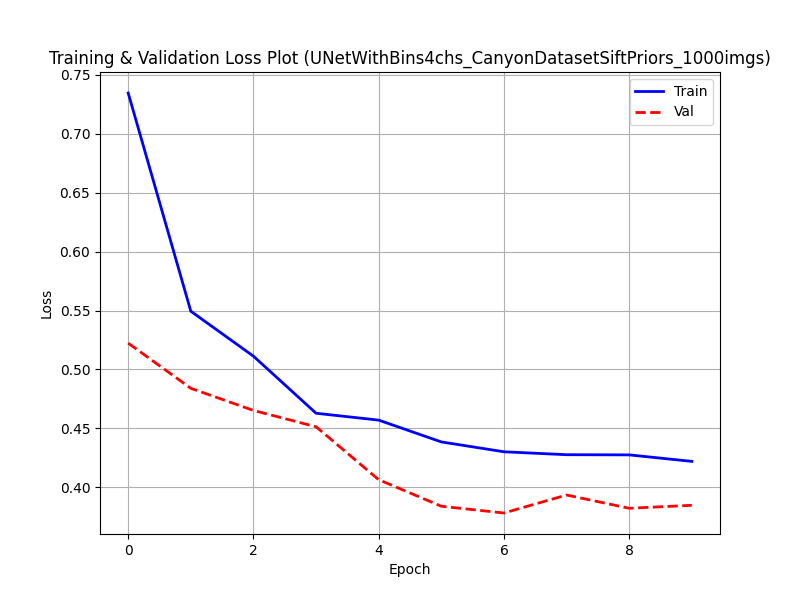 Training & Validation Loss Plot (UNetWithBins4chs_CanyonDatasetSiftPriors_1000imgs)
Train
Val
0.75
0.70
0.65
0.60
0.55
0.50
0.45
0.40
Loss
0 2 4 6 8
Epoch